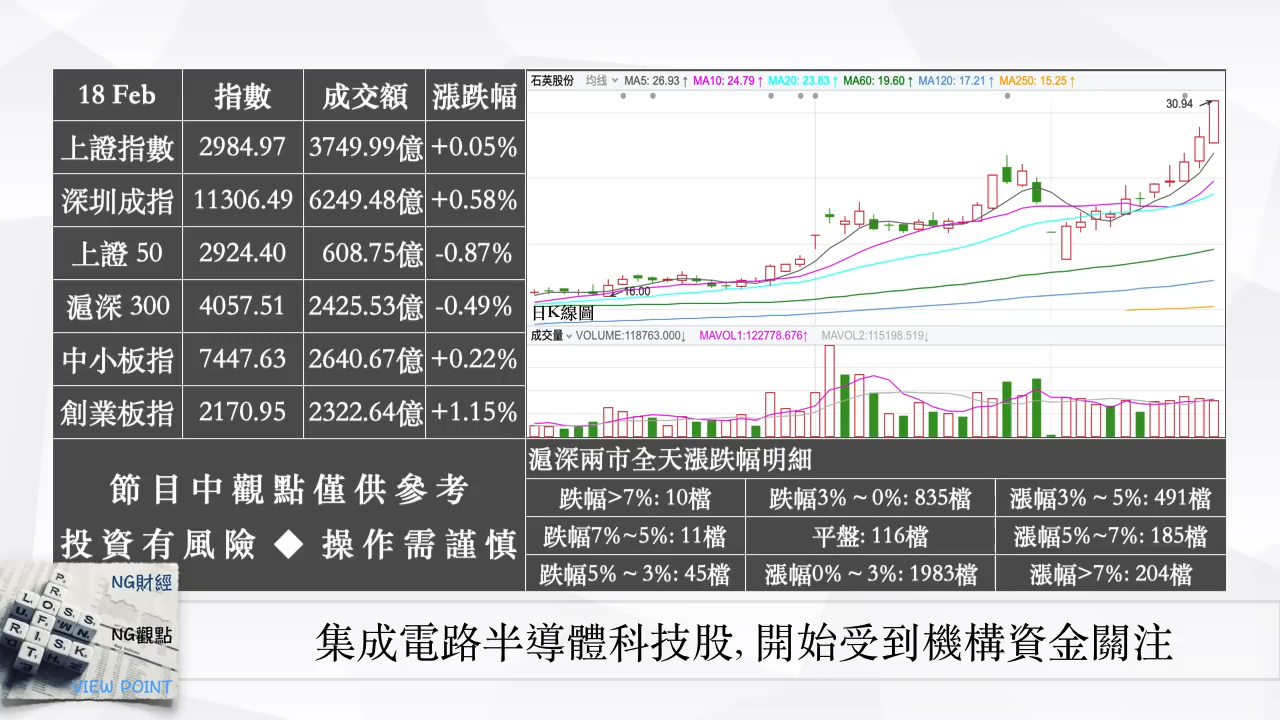 18 Feb 指數 成交額 漲跌幅
上證指數 2984.97 3749.99億 +0.05%
深圳成指 11306.49 6249.48億 +0.58%
上證 50 2924.40 608.75億 -0.87%
滬深 300 4057.51 2425.53億 -0.49%
中小板指 7447.63 2640.67億 +0.22%
創業板指 2170.95 2322.64億 +1.15%
節目中觀點僅供參考
投資有風險 ◆ 操作需謹慎
石英股份 均线 MA5: 26.93↑ MA10: 24.79↑ MA20: 23.83↑ MA60: 19.60↑ MA120: 17.21↑ MA250: 15.25↑
30.94
16.00
日K線圖
成交量 VOLUME:118763.000↓ MAVOL1:122778.676↑ MAVOL2:115198.519↓
滬深兩市全天漲跌幅明細
跌幅>7%: 10檔 跌幅3% ~ 0%: 835檔 漲幅3% ~ 5%: 491檔
跌幅7%~5%: 11檔 平盤: 116檔 漲幅5%~7%: 185檔
跌幅5% ~ 3%: 45檔 漲幅0% ~ 3%: 1983檔 漲幅>7%: 204檔
NG財經
NG觀點
VIEW POINT
集成電路半導體科技股, 開始受到機構資金關注